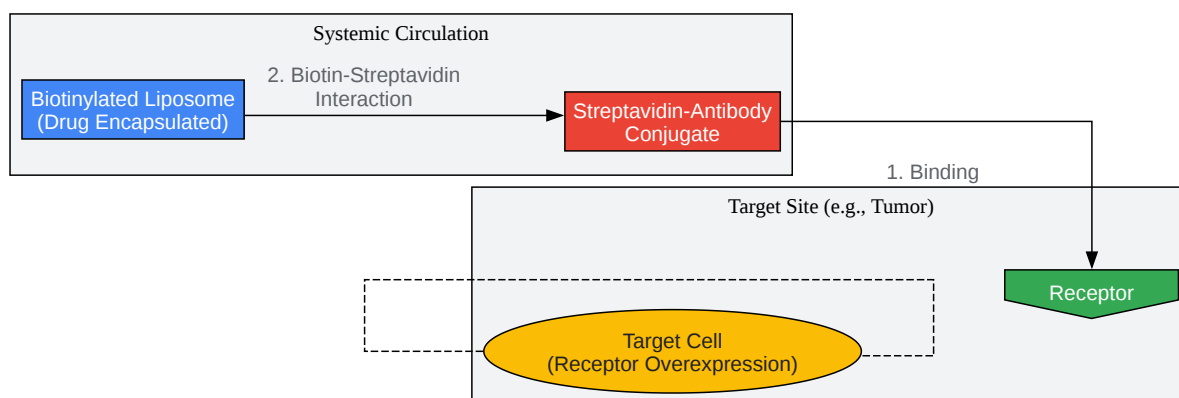 Systemic Circulation
2. Biotin-Streptavidin
Interaction
Biotinylated Liposome
(Drug Encapsulated)
Streptavidin-Antibody
Conjugate
1. Binding
Target Site (e.g., Tumor)
Receptor
Target Cell
(Receptor Overexpression)